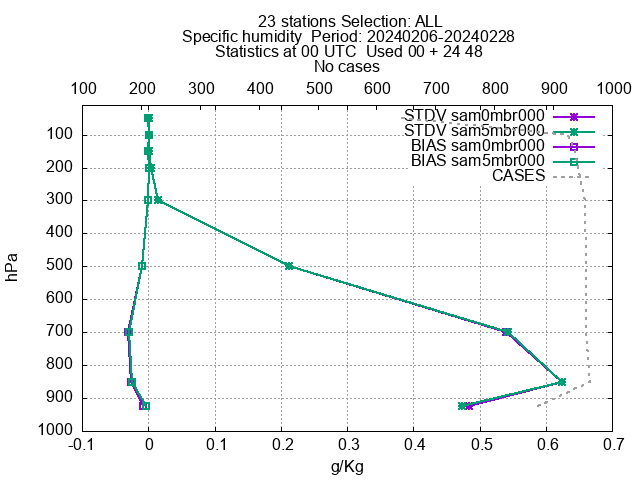 23 stations Selection: ALL
Specific humidity  Period: 20240206-20240228
Statistics at 00 UTC  Used 00 + 24 48
No cases
100 200 300 400 500 600 700 800 900 1000
STDV sam0mbr000
STDV sam5mbr000
BIAS sam0mbr000
BIAS sam5mbr000
CASES
100
200
300
400
500
600
700
800
900
1000
hPa
-0.1 0 0.1 0.2 0.3 0.4 0.5 0.6 0.7
g/Kg